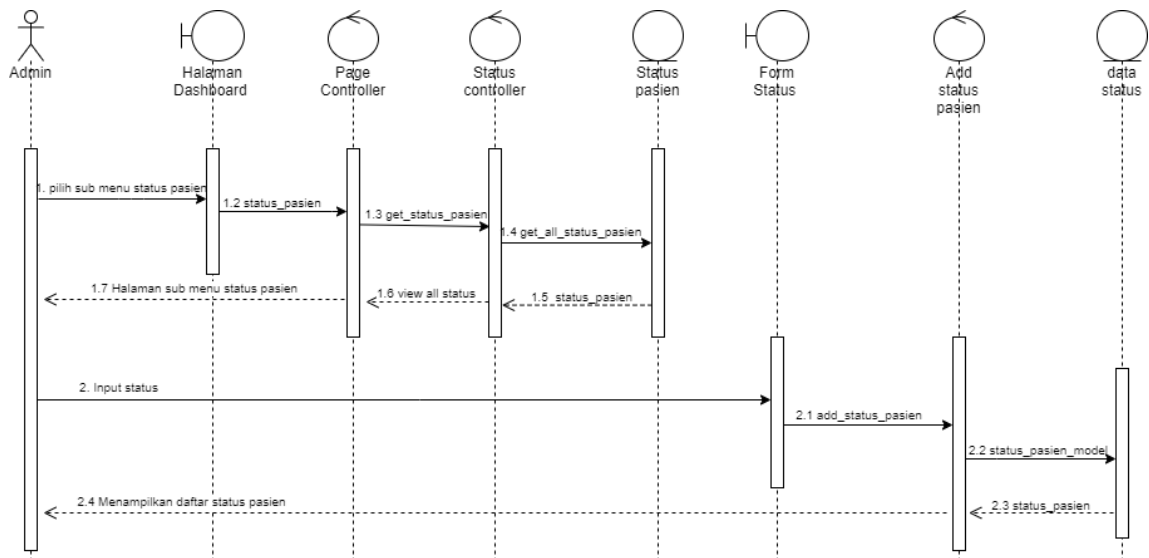 Admin
Halaman
Dashboard
Page
Controller
Status
controller
Status
pasien
Form
Status
Add
status
pasien
data
status
1. pilih sub menu status pasien
1.2 status_pasien
1.3 get_status_pasien
1.4 get_all_status_pasien
1.7 Halaman sub menu status pasien
1.6 view all status
1.5 status_pasien
2. Input status
2.1 add_status_pasien
2.2 status_pasien_model
2.4 Menampilkan daftar status pasien
2.3 status_pasien